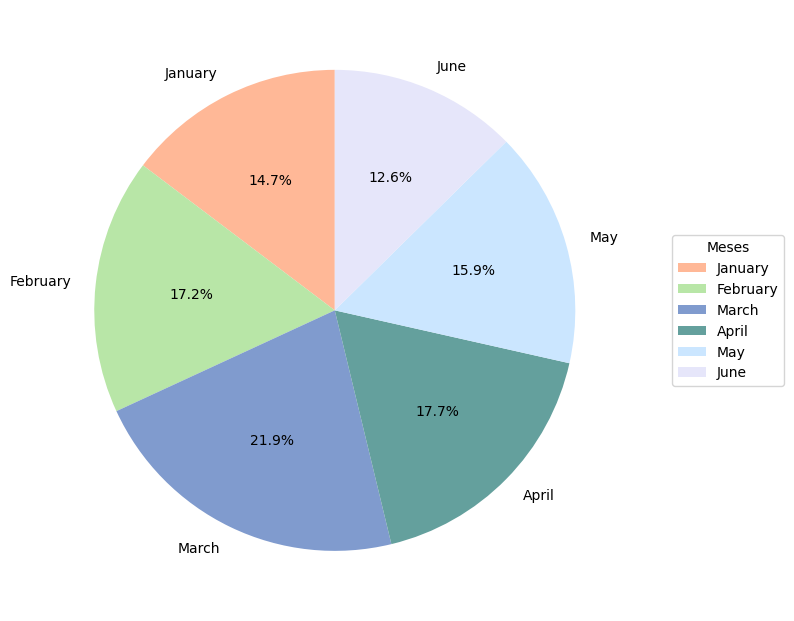 June
January
14.7%
12.6%
May
Meses
January
February
March
April
May
June
15.9%
February
17.2%
17.7%
21.9%
April
March